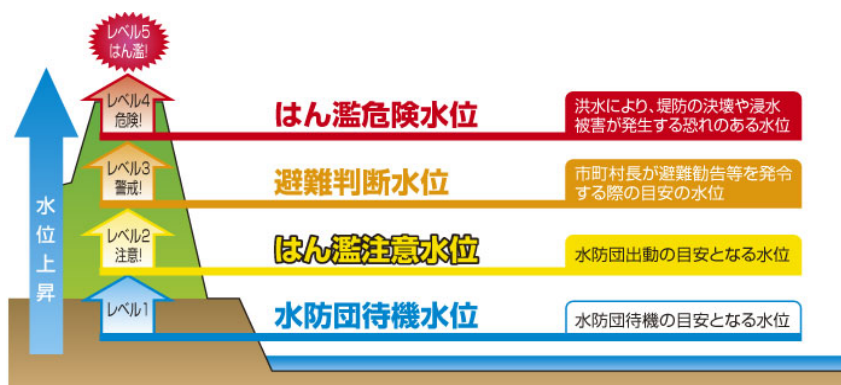 レベル5
はん濫!
レベル4
危険!
はん濫危険水位
洪水により、堤防の決壊や浸水
被害が発生する恐れのある水位
レベル3
警戒!
避難判断水位
市町村長が避難勧告等を発令
する際の目安の水位
レベル2
注意!
はん濫注意水位
水防団出動の目安となる水位
レベル1
水防団待機水位
水防団待機の目安となる水位
水位上昇